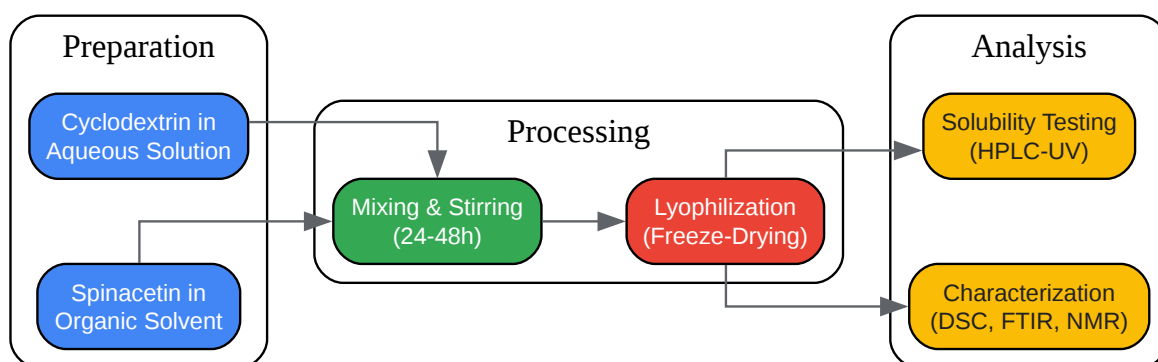 Preparation
Cyclodextrin in
Aqueous Solution
Spinacetin in
Organic Solvent
Processing
Mixing & Stirring
(24-48h)
Lyophilization
(Freeze-Drying)
Analysis
Solubility Testing
(HPLC-UV)
Characterization
(DSC, FTIR, NMR)